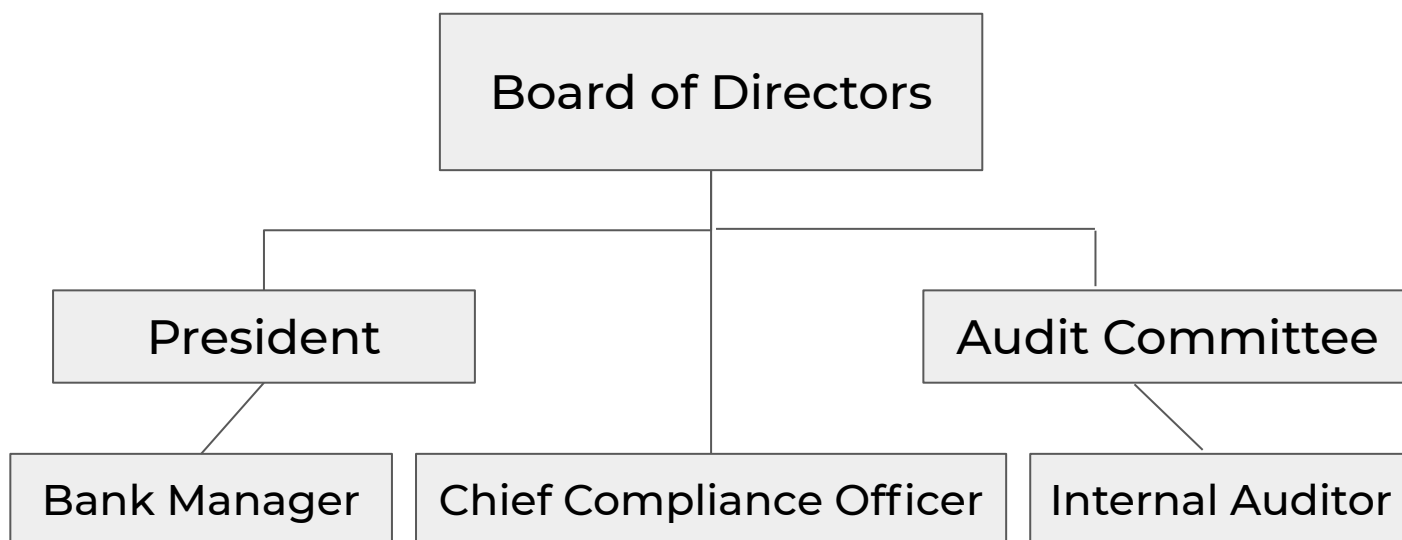 Board of Directors
President
Audit Committee
Bank Manager
Chief Compliance Officer
Internal Auditor